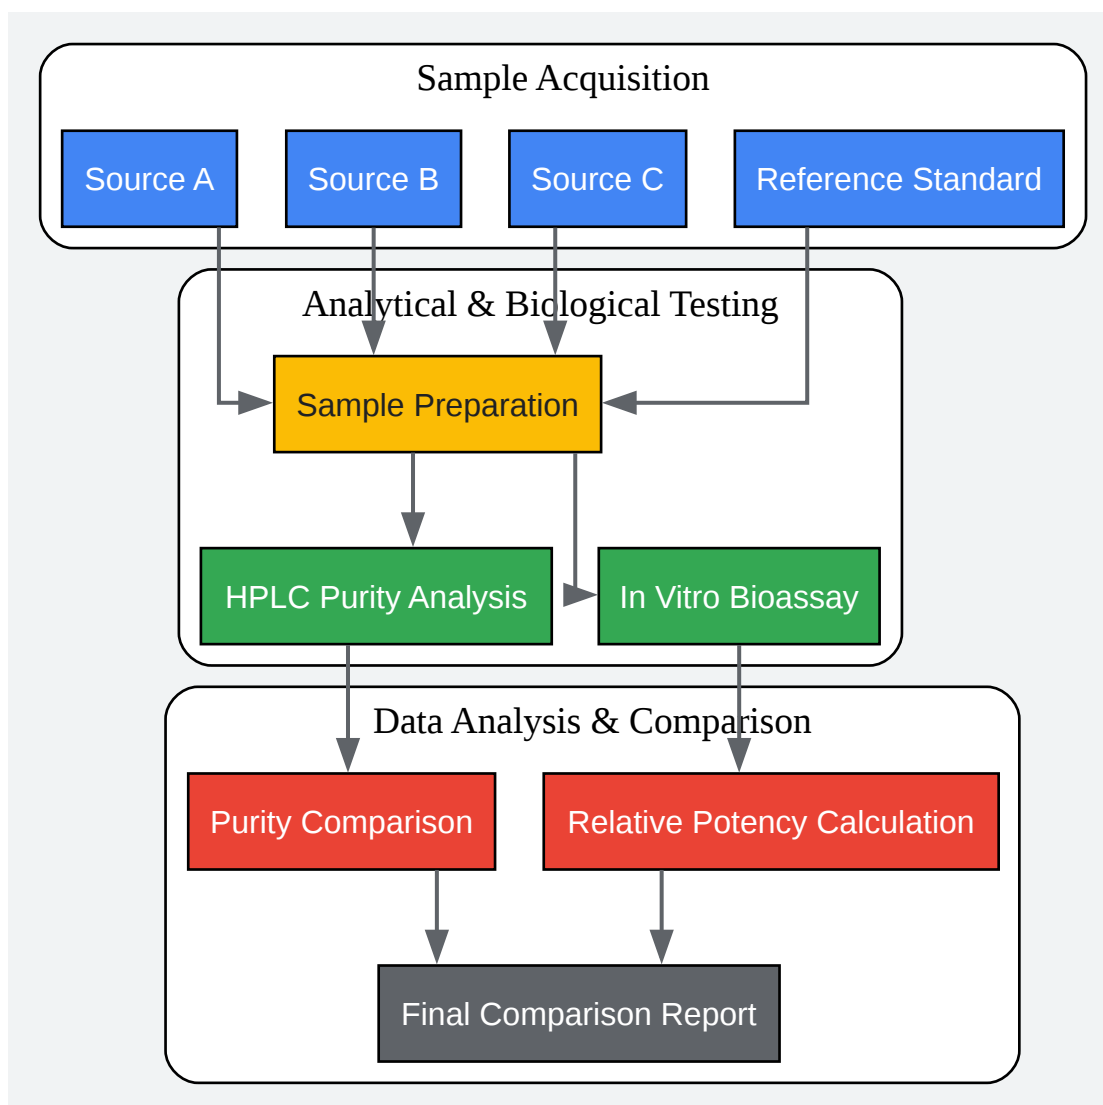 Sample Acquisition
Source A
Source B
Source C
Reference Standard
Analytical & Biological Testing
Sample Preparation
HPLC Purity Analysis
In Vitro Bioassay
Data Analysis & Comparison
Purity Comparison
Relative Potency Calculation
Final Comparison Report